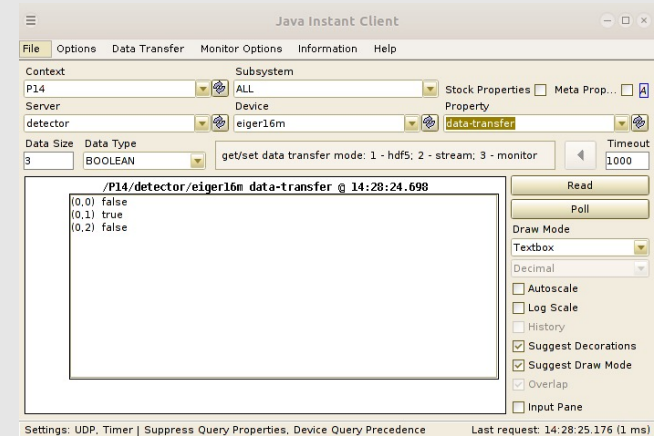 Java Instant Client
File Options Data Transfer Monitor Options Information Help
Context Subsystem
P14 ALL Stock Properties Meta Prop... A
Server Device Property
detector eiger16m data-transfer
Data Size Data Type Timeout
3 BOOLEAN get/set data transfer mode: 1 - hdf5; 2 - stream; 3 - monitor 1000
/P14/detector/eiger16m data-transfer @ 14:28:24.698
(0,0) false
(0,1) true
(0,2) false
Read
Poll
Draw Mode
Textbox
Decimal
Autoscale
Log Scale
History
Suggest Decorations
Suggest Draw Mode
Overlap
Input Pane
Settings: UDP, Timer | Suppress Query Properties, Device Query Precedence Last request: 14:28:25.176 (1 ms)